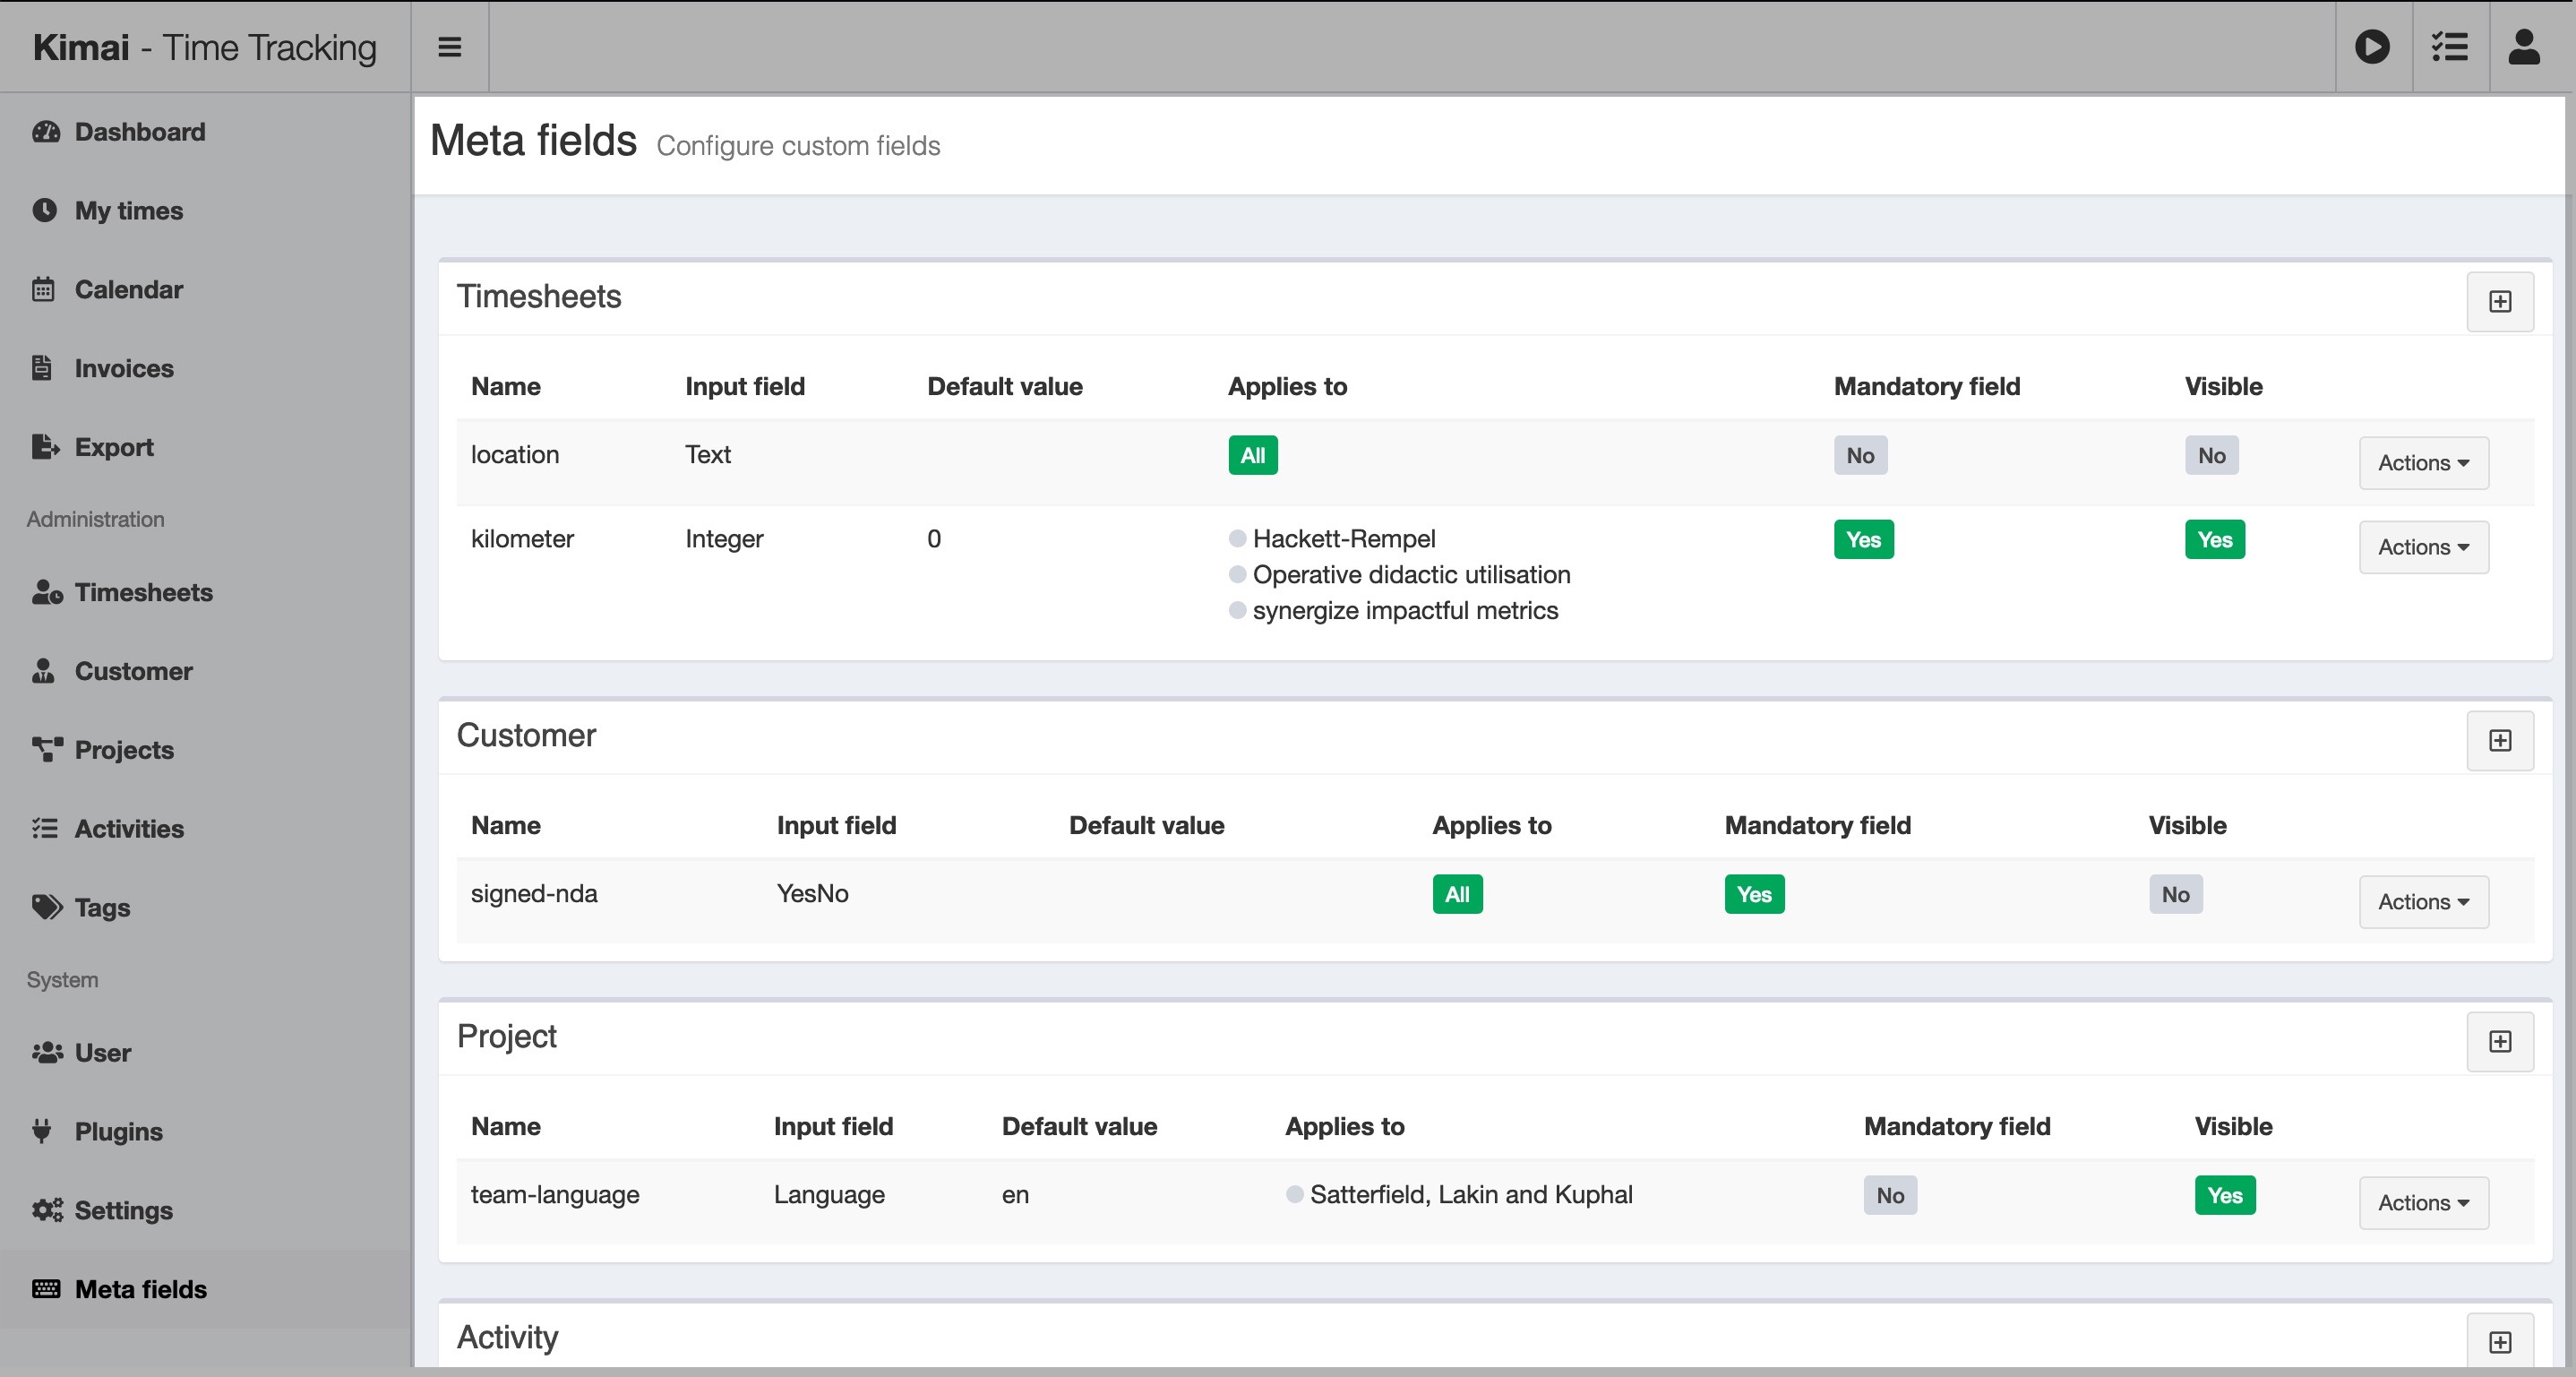 Kimai - Time Tracking
Dashboard
My times
Calendar
Invoices
Export
Administration
Timesheets
Customer
Projects
Activities
Tags
System
User
Plugins
Settings
Meta fields
Meta fields Configure custom fields
Timesheets
Name Input field Default value Applies to Mandatory field Visible
location Text All No No Actions
kilometer Integer 0 Hackett-Rempel Yes Yes Actions
Operative didactic utilisation
synergize impactful metrics
Customer
Name Input field Default value Applies to Mandatory field Visible
signed-nda YesNo All Yes No Actions
Project
Name Input field Default value Applies to Mandatory field Visible
team-language Language en Satterfield, Lakin and Kuphal No Yes Actions
Activity